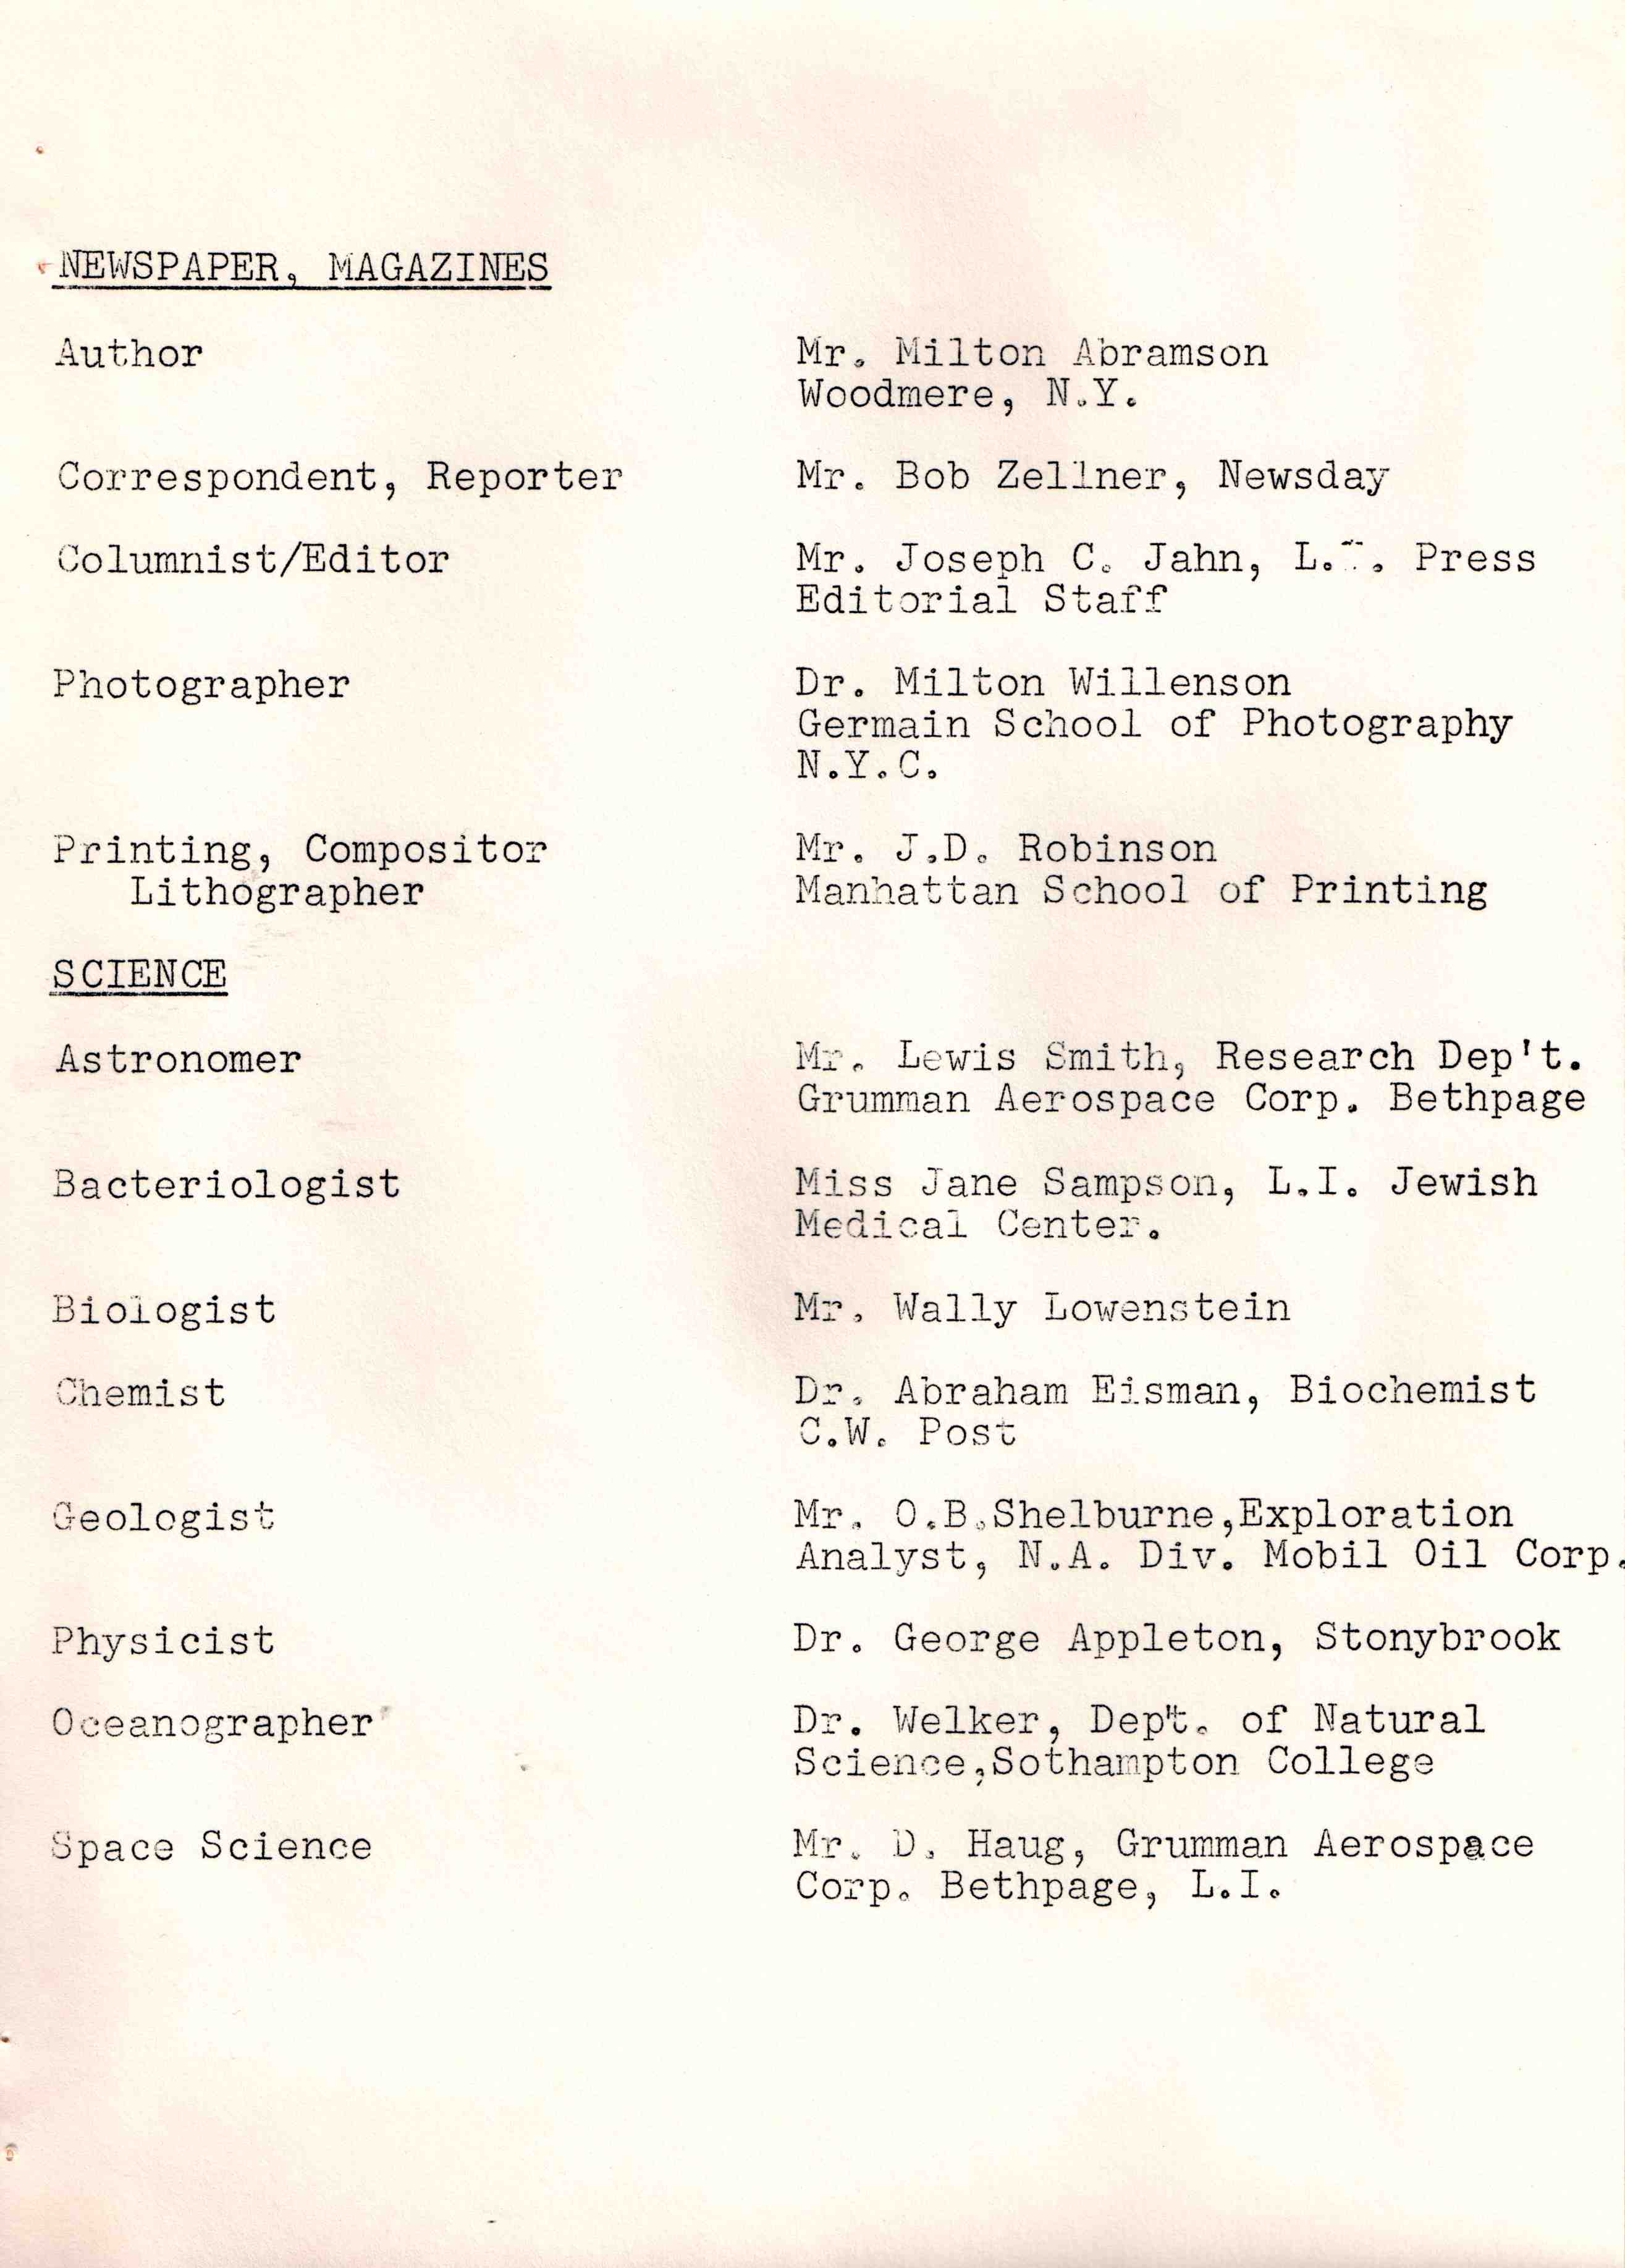 NEWSPAPER, MAGAZINES
Author Mr. Milton Abramson
Woodmere, N.Y.
Correspondent, Reporter Mr. Bob Zellner, Newsday
Columnist/Editor Mr. Joseph C. Jahn, Press
Editorial Staff
Photographer Dr. Milton Willenson
Germain School of Photography
N.Y.C.
Printing, Compositor Mr. J.D. Robinson
Lithographer Manhattan School of Printing
SCIENCE
Astronomer Mr. Lewis Smith, Research Dep't.
Grumman Aerospace Corp. Bethpage
Bacteriologist Miss Jane Sampson, L.I. Jewish
Medical Center.
Biologist Mr. Wally Lowenstein
Chemist Dr. Abraham Eisman, Biochemist
C.W. Post
Geologist Mr. O.B.Shelburne,Exploration
Analyst, N.A. Div. Mobil Oil Corp.
Physicist Dr. George Appleton, Stonybrook
Oceanographer Dr. Welker, Dep't. of Natural
Science,Sothampton College
Space Science Mr. D. Haug, Grumman Aerospace
Corp. Bethpage, L.I.